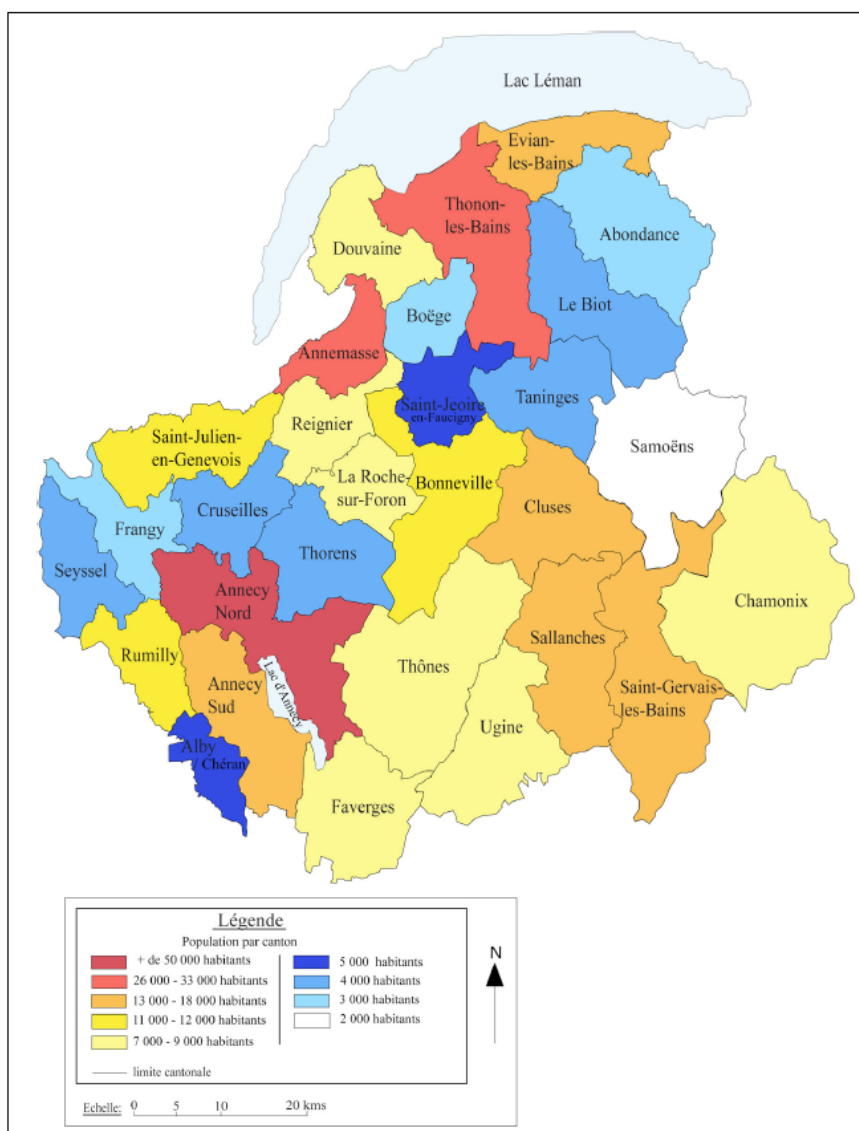 Lac Léman
Evian-
les-Bains
Thonon-
les-Bains
Abondance
Douvaine
Le Biot
Boëge
Annemasse
Saint-Jeoire
en-Faucigny
Taninges
Reignier
Saint-Julien-
en-Genevois
Samoëns
La Roche
sur-Foron
Bonneville
Cluses
Cruseilles
Frangy
Thorens
Seyssel
Annecy
Nord
Chamonix
Sallanches
Rumilly
Thônes
Annecy
Sud
Lac d'Annecy
Saint-Gervais-
les-Bains
Ugine
Alby
/ Chéran
Faverges
Légende
Population par canton
+ de 50 000 habitants
26 000 - 33 000 habitants
13 000 - 18 000 habitants
11 000 - 12 000 habitants
7 000 - 9 000 habitants
5 000 habitants
4 000 habitants
3 000 habitants
2 000 habitants
limite cantonale
N
Echelle: 0 5 10 20 kms